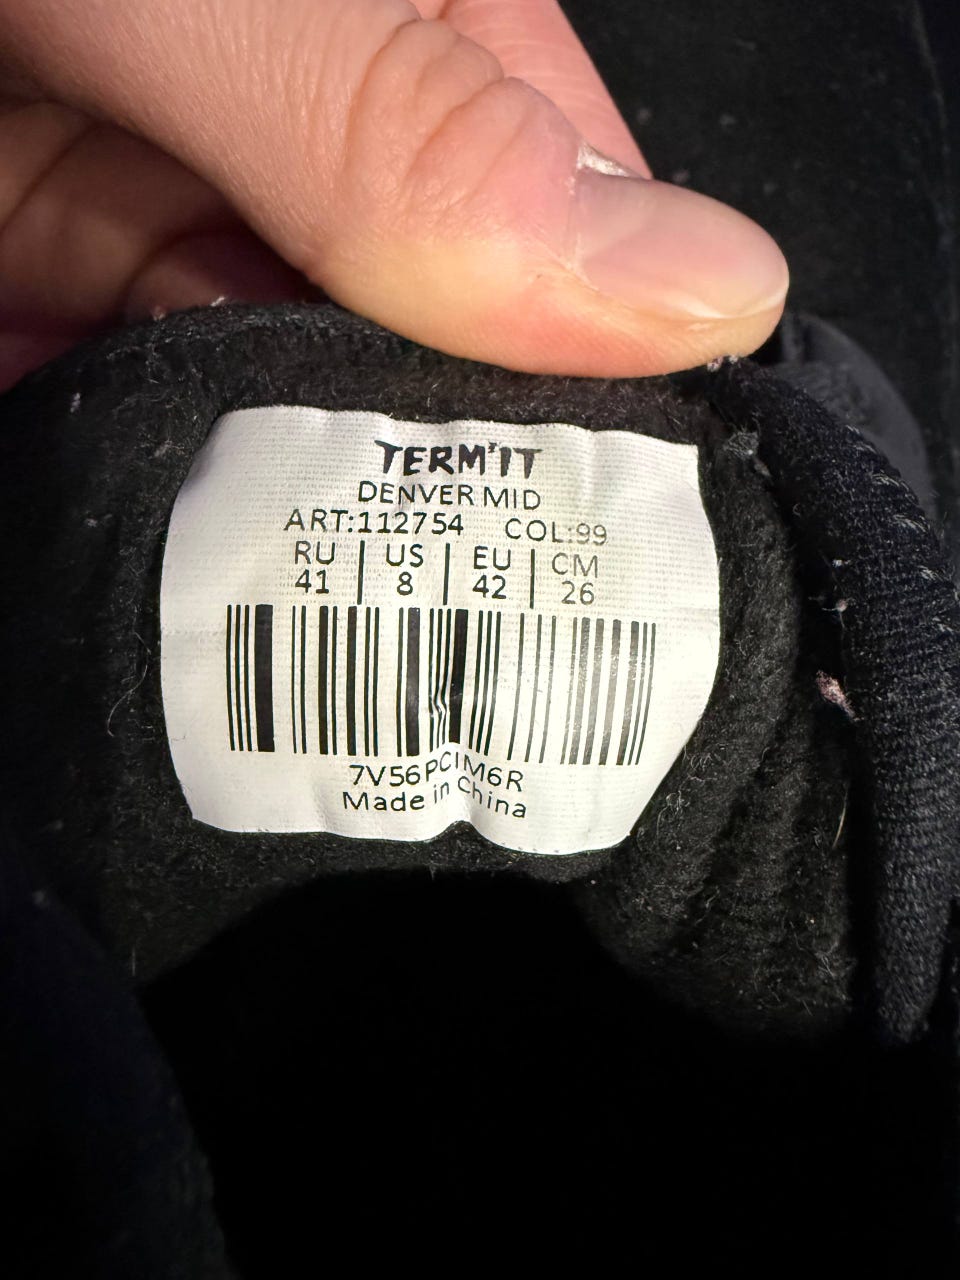 TERM'IT
DENVER MID
ART:112754 COL:99
RU US EU CM
41 8 42 26
7V56PCIM6R
Made in China